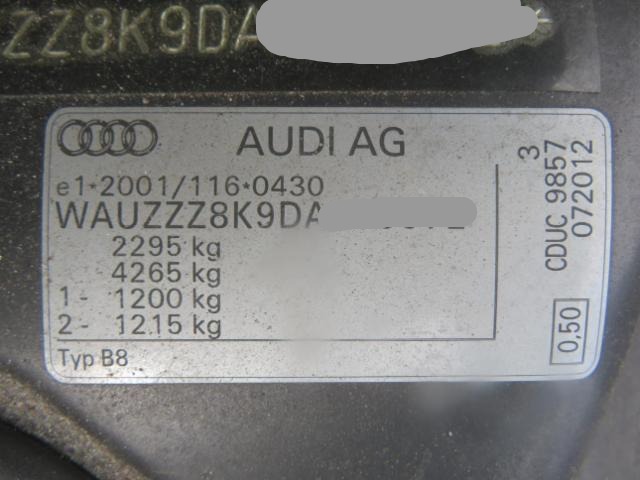 ZZ8K9DA
AUDI AG
e1*2001/116*0430
WAUZZZ8K9DA
2295 kg
4265 kg
1- 1200 kg
2- 1215 kg
Typ B8
3
CDUC 9857
072012
0,50